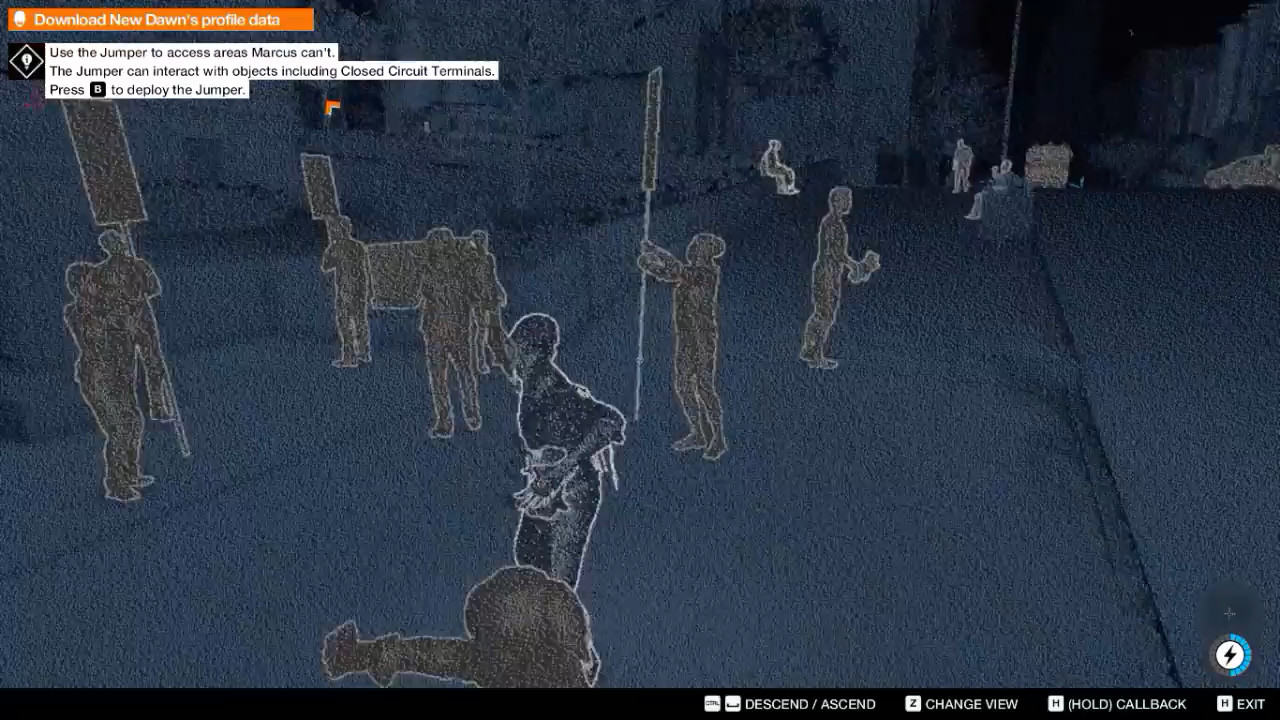 Download New Dawn's profile data
Use the Jumper to access areas Marcus can't.
The Jumper can interact with objects including Closed Circuit Terminals.
Press B to deploy the Jumper.
CTRL DESCEND / ASCEND Z CHANGE VIEW H (HOLD) CALLBACK H EXIT